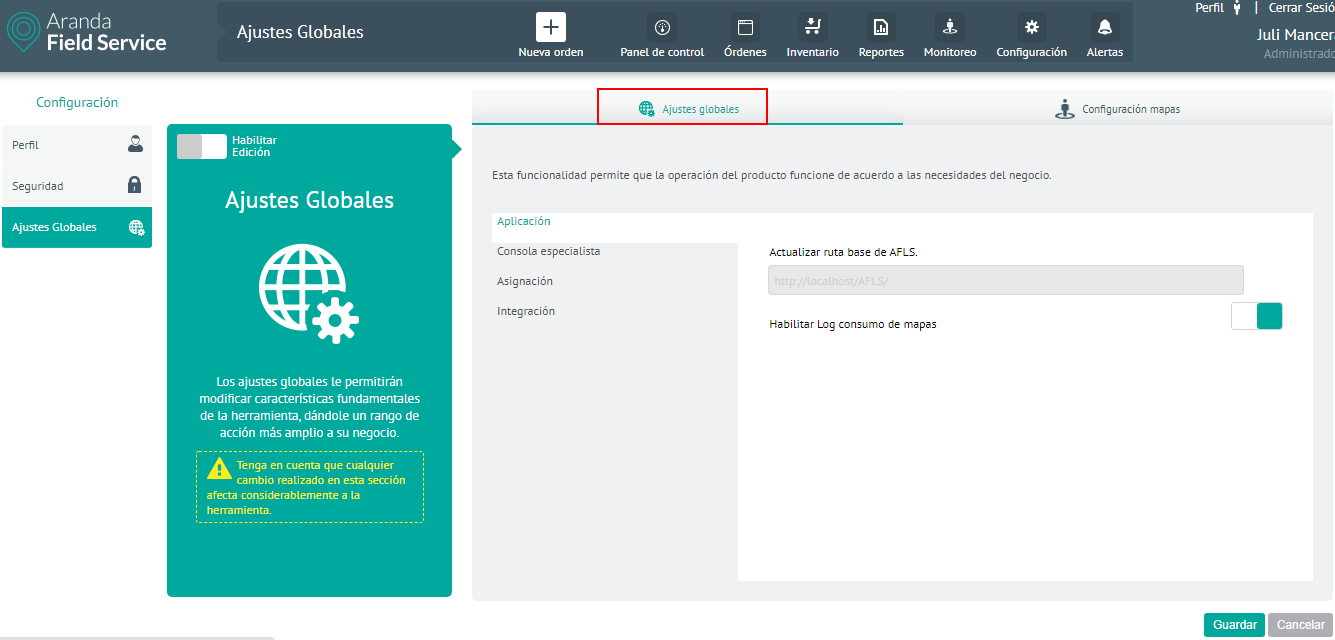 Aranda
Field Service
Ajustes Globales
Nueva orden
Panel de control
Órdenes
Inventario
Reportes
Monitoreo
Configuración
Alertas
Perfil | Cerrar Sesió
Juli Mancer
Administrado
Configuración
Perfil
Seguridad
Ajustes Globales
Habilitar
Edición
Ajustes Globales
Los ajustes globales le permitirán
modificar características fundamentales
de la herramienta, dándole un rango de
acción más amplio a su negocio.
Tenga en cuenta que cualquier
cambio realizado en esta sección
afecta considerablemente a la
herramienta.
Ajustes globales
Configuración mapas
Esta funcionalidad permite que la operación del producto funcione de acuerdo a las necesidades del negocio.
Aplicación
Consola especialista
Asignación
Integración
Actualizar ruta base de AFLS.
http://localhost/AFLS/
Habilitar Log consumo de mapas
Guardar
Cancelar